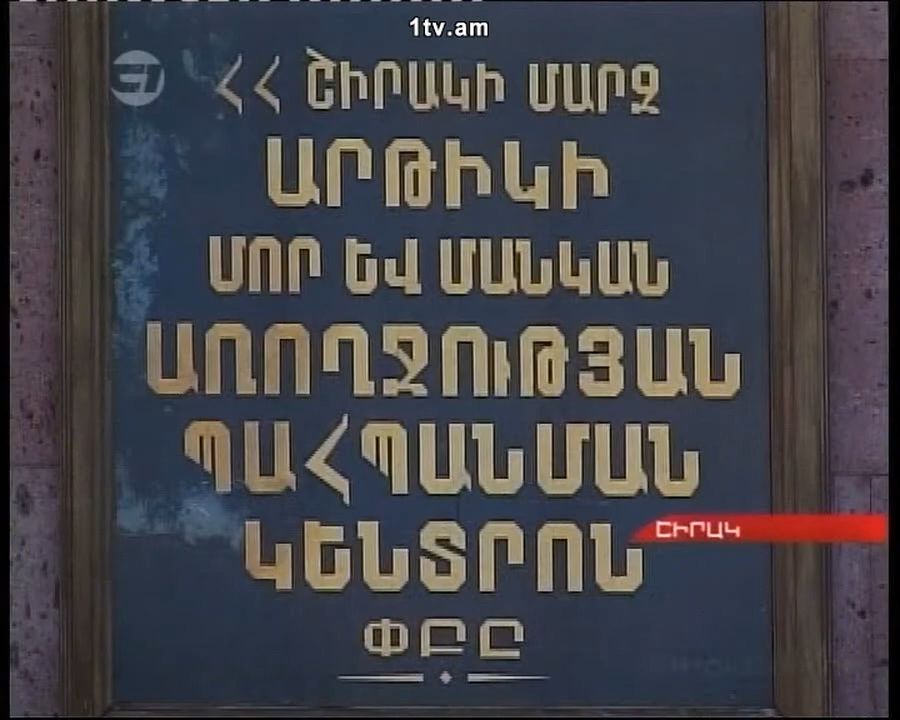 1tv.am
ՀՀ ՇԻՐԱԿԻ ՄԱՐԶ
ԱՐԹԻԿԻ
ՄՈՐ ԵՎ ՄԱՆԿԱՆ
ԱՌՈՂՋՈՒԹՅԱՆ
ՊԱՀՊԱՆՄԱՆ
ԿԵՆՏՐՈՆ
ՇԻՐԱԿ
ՓԲԸ